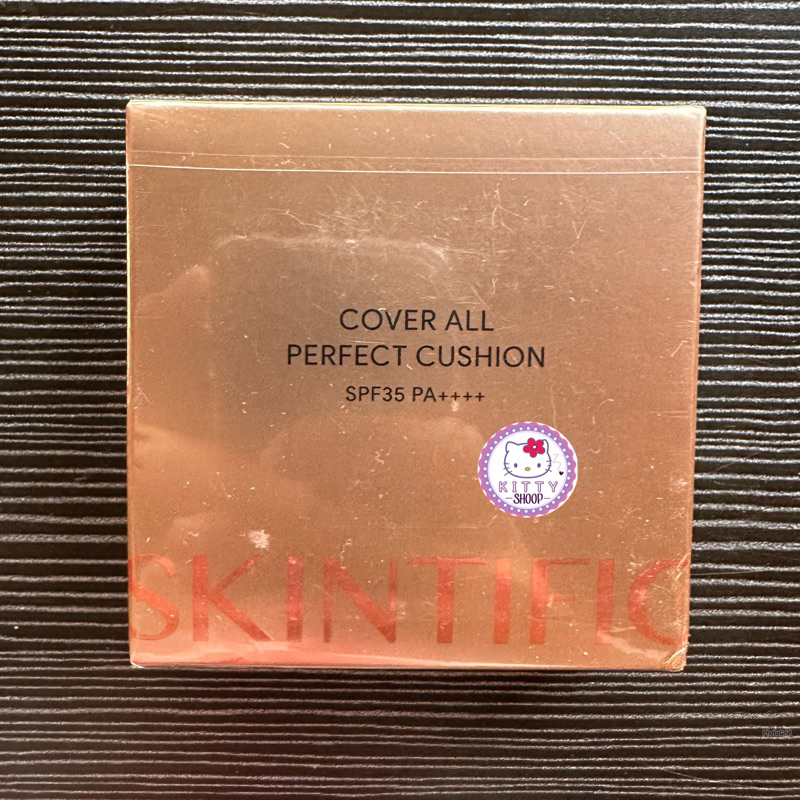 COVER ALL
PERFECT CUSHION
SPF35 PA++++
KITTY
SHOOP
SKINTIFIC